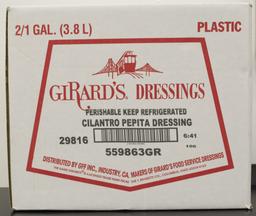 2/1 GAL. (3.8 L) PLASTIC
GIRARD'S® DRESSINGS
PERISHABLE KEEP REFRIGERATED
CILANTRO PEPITA DRESSING
29816 6:41
559863GR
DISTRIBUTED BY GFF INC., INDUSTRY, CA, MAKERS OF GIRARD'S FOOD SERVICE DRESSINGS